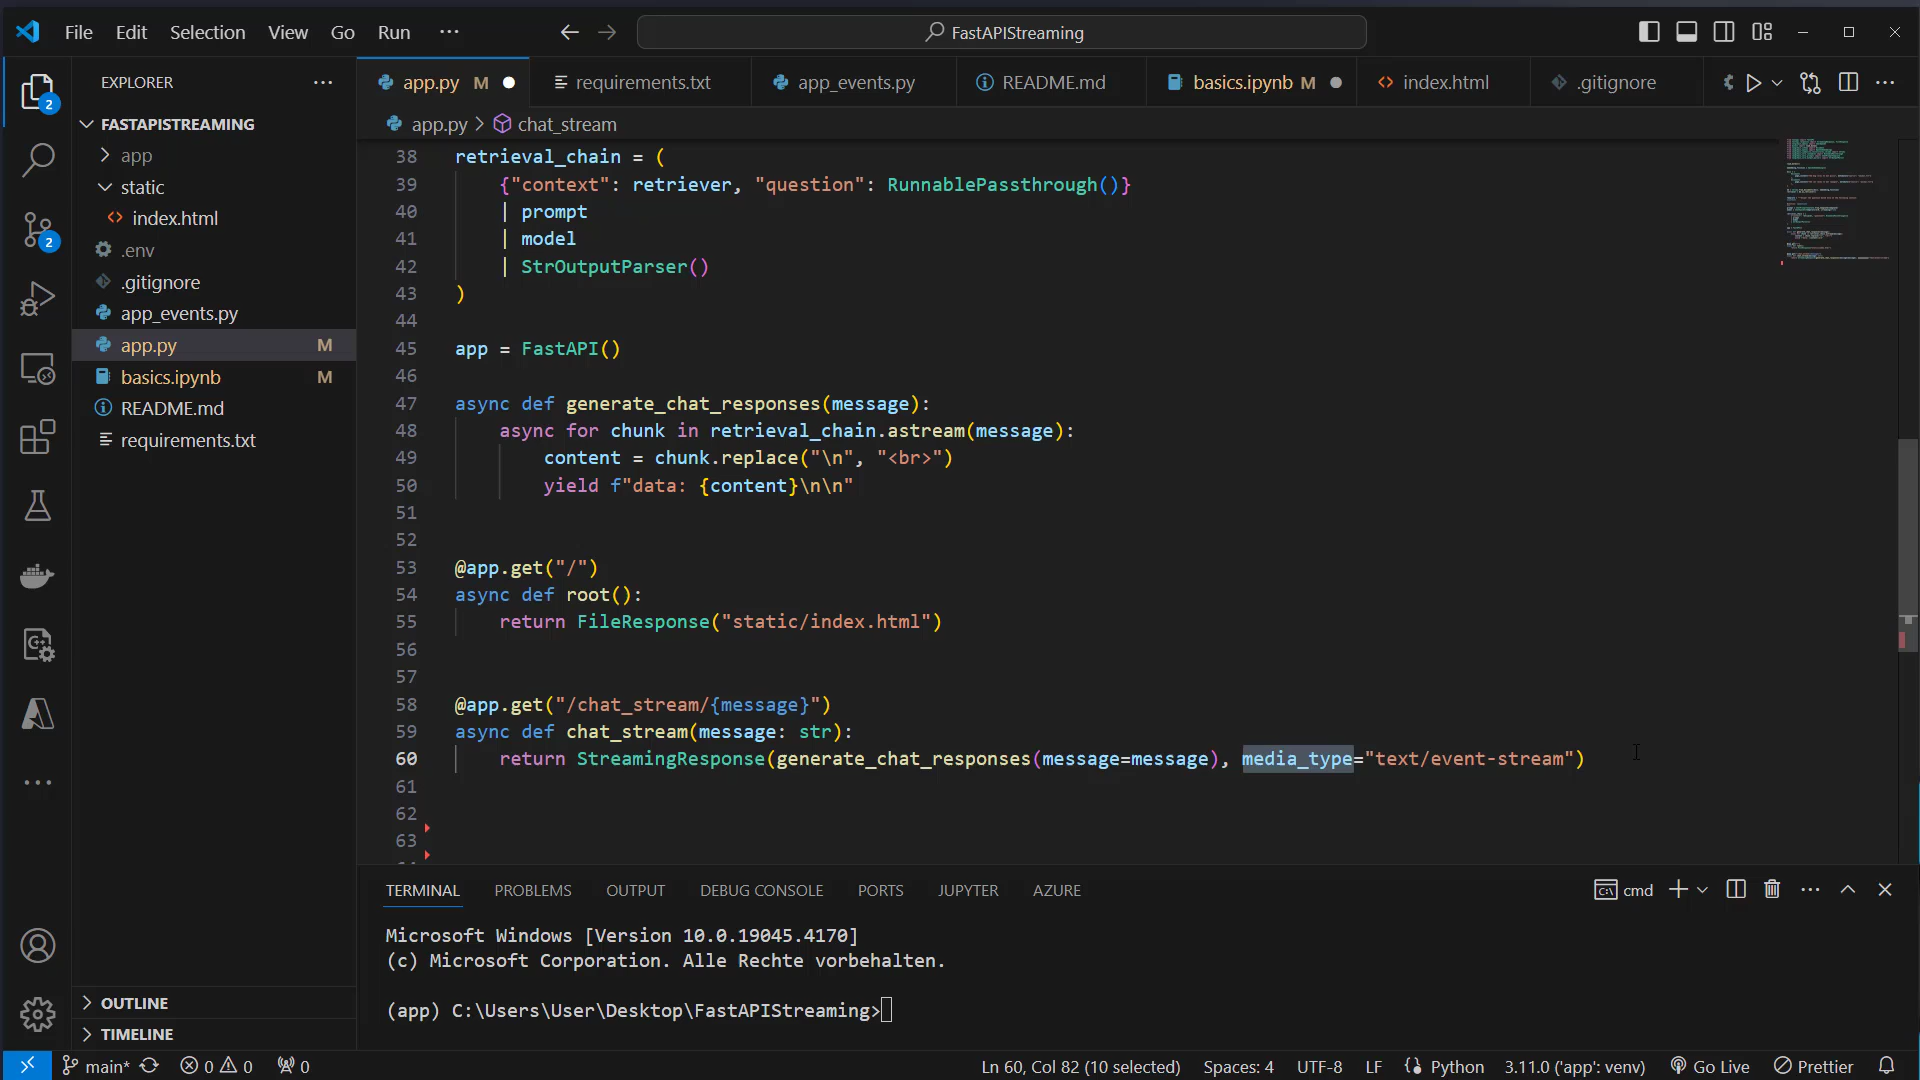 File Edit Selection View Go Run ···
FastAPIStreaming
EXPLORER ···
app.py M
requirements.txt
app_events.py
README.md
basics.ipynb M
index.html
.gitignore
app.py > chat_stream
FASTAPISTREAMING
app
static
index.html
.env
.gitignore
app_events.py
app.py M
basics.ipynb M
README.md
requirements.txt
OUTLINE
TIMELINE
2
2
38 retrieval_chain = (
39 {"context": retriever, "question": RunnablePassthrough()}
40 | prompt
41 | model
42 | StrOutputParser()
43 )
44
45 app = FastAPI()
46
47 async def generate_chat_responses(message):
48 async for chunk in retrieval_chain.astream(message):
49 content = chunk.replace("\n", "<br>")
50 yield f"data: {content}\n\n"
51
52
53 @app.get("/")
54 async def root():
55 return FileResponse("static/index.html")
56
57
58 @app.get("/chat_stream/{message}")
59 async def chat_stream(message: str):
60 return StreamingResponse(generate_chat_responses(message=message), media_type="text/event-stream")
61
62
63
TERMINAL PROBLEMS OUTPUT DEBUG CONSOLE PORTS JUPYTER AZURE
cmd
Microsoft Windows [Version 10.0.19045.4170]
(c) Microsoft Corporation. Alle Rechte vorbehalten.
(app) C:\Users\User\Desktop\FastAPIStreaming>
main* 0 0 0
Ln 60, Col 82 (10 selected) Spaces: 4 UTF-8 LF Python 3.11.0 ('app': venv) Go Live Prettier